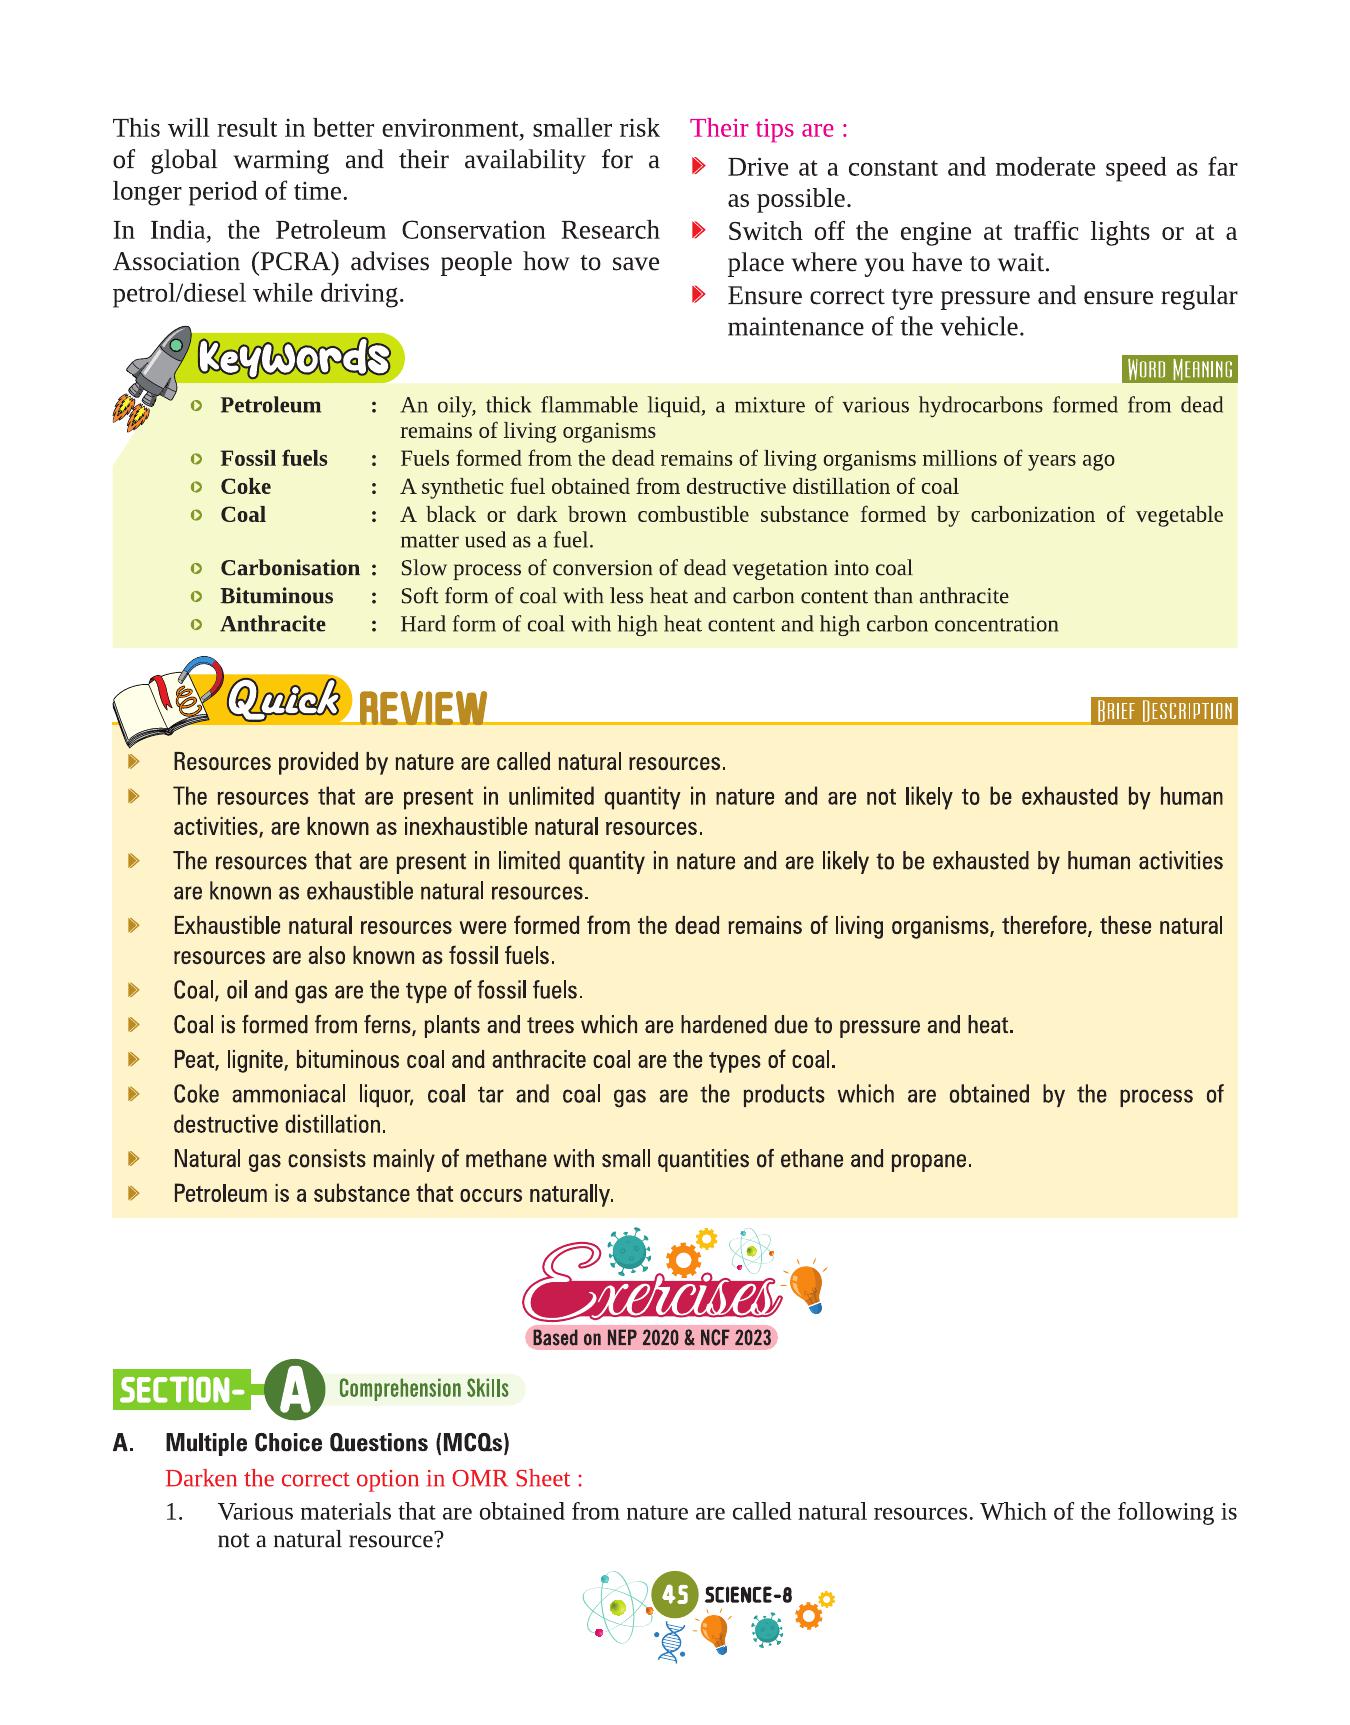 This will result in better environment, smaller risk
of global warming and their availability for a
longer period of time.
In India, the Petroleum Conservation Research
Association (PCRA) advises people how to save
petrol/diesel while driving.
Their tips are :
Drive at a constant and moderate speed as far
as possible.
Switch off the engine at traffic lights or at a
place where you have to wait.
Ensure correct tyre pressure and ensure regular
maintenance of the vehicle.
KeyWords
WORD MEANING
Petroleum : An oily, thick flammable liquid, a mixture of various hydrocarbons formed from dead
remains of living organisms
Fossil fuels : Fuels formed from the dead remains of living organisms millions of years ago
Coke : A synthetic fuel obtained from destructive distillation of coal
Coal : A black or dark brown combustible substance formed by carbonization of vegetable
matter used as a fuel.
Carbonisation : Slow process of conversion of dead vegetation into coal
Bituminous : Soft form of coal with less heat and carbon content than anthracite
Anthracite : Hard form of coal with high heat content and high carbon concentration
Quick REVIEW
BRIEF DESCRIPTION
Resources provided by nature are called natural resources.
The resources that are present in unlimited quantity in nature and are not likely to be exhausted by human
activities, are known as inexhaustible natural resources.
The resources that are present in limited quantity in nature and are likely to be exhausted by human activities
are known as exhaustible natural resources.
Exhaustible natural resources were formed from the dead remains of living organisms, therefore, these natural
resources are also known as fossil fuels.
Coal, oil and gas are the type of fossil fuels.
Coal is formed from ferns, plants and trees which are hardened due to pressure and heat.
Peat, lignite, bituminous coal and anthracite coal are the types of coal.
Coke ammoniacal liquor, coal tar and coal gas are the products which are obtained by the process of
destructive distillation.
Natural gas consists mainly of methane with small quantities of ethane and propane.
Petroleum is a substance that occurs naturally.
Exercises
Based on NEP 2020 & NCF 2023
SECTION-A Comprehension Skills
A. Multiple Choice Questions (MCQs)
Darken the correct option in OMR Sheet :
1. Various materials that are obtained from nature are called natural resources. Which of the following is
not a natural resource?
45 SCIENCE-8